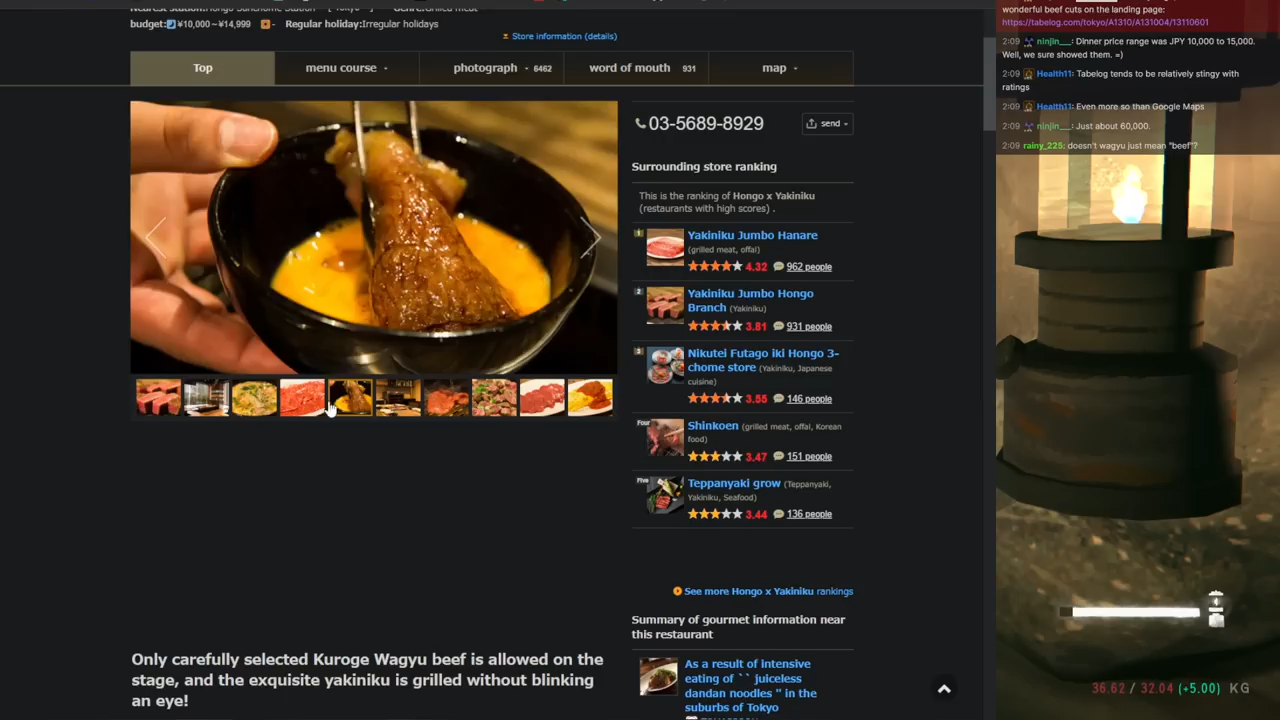 budget: ¥10,000~¥14,999 - Regular holiday:Irregular holidays
Store information (details)
Top
menu course
photograph 6462
word of mouth 931
map
03-5689-8929
send
Surrounding store ranking
This is the ranking of Hongo x Yakiniku
(restaurants with high scores) .
1
Yakiniku Jumbo Hanare
(grilled meat, offal)
4.32 962 people
2
Yakiniku Jumbo Hongo
Branch (Yakiniku)
3.81 931 people
3
Nikutei Futago iki Hongo 3-
chome store (Yakiniku, Japanese
cuisine)
3.55 146 people
Four
Shinkoen (grilled meat, offal, Korean
food)
3.47 151 people
Five
Teppanyaki grow (Teppanyaki,
Yakiniku, Seafood)
3.44 136 people
See more Hongo x Yakiniku rankings
Summary of gourmet information near
this restaurant
As a result of intensive
eating of `` juiceless
dandan noodles '' in the
suburbs of Tokyo
Only carefully selected Kuroge Wagyu beef is allowed on the
stage, and the exquisite yakiniku is grilled without blinking
an eye!
wonderful beef cuts on the landing page:
https://tabelog.com/tokyo/A1310/A131004/13110601
2:09 ninjin__: Dinner price range was JPY 10,000 to 15,000.
Well, we sure showed them. =)
2:09 Health11: Tabelog tends to be relatively stingy with
ratings
2:09 Health11: Even more so than Google Maps
2:09 ninjin__: Just about 60,000.
2:09 rainy_225: doesn't wagyu just mean "beef"?
36.62 / 32.04 (+5.00) KG